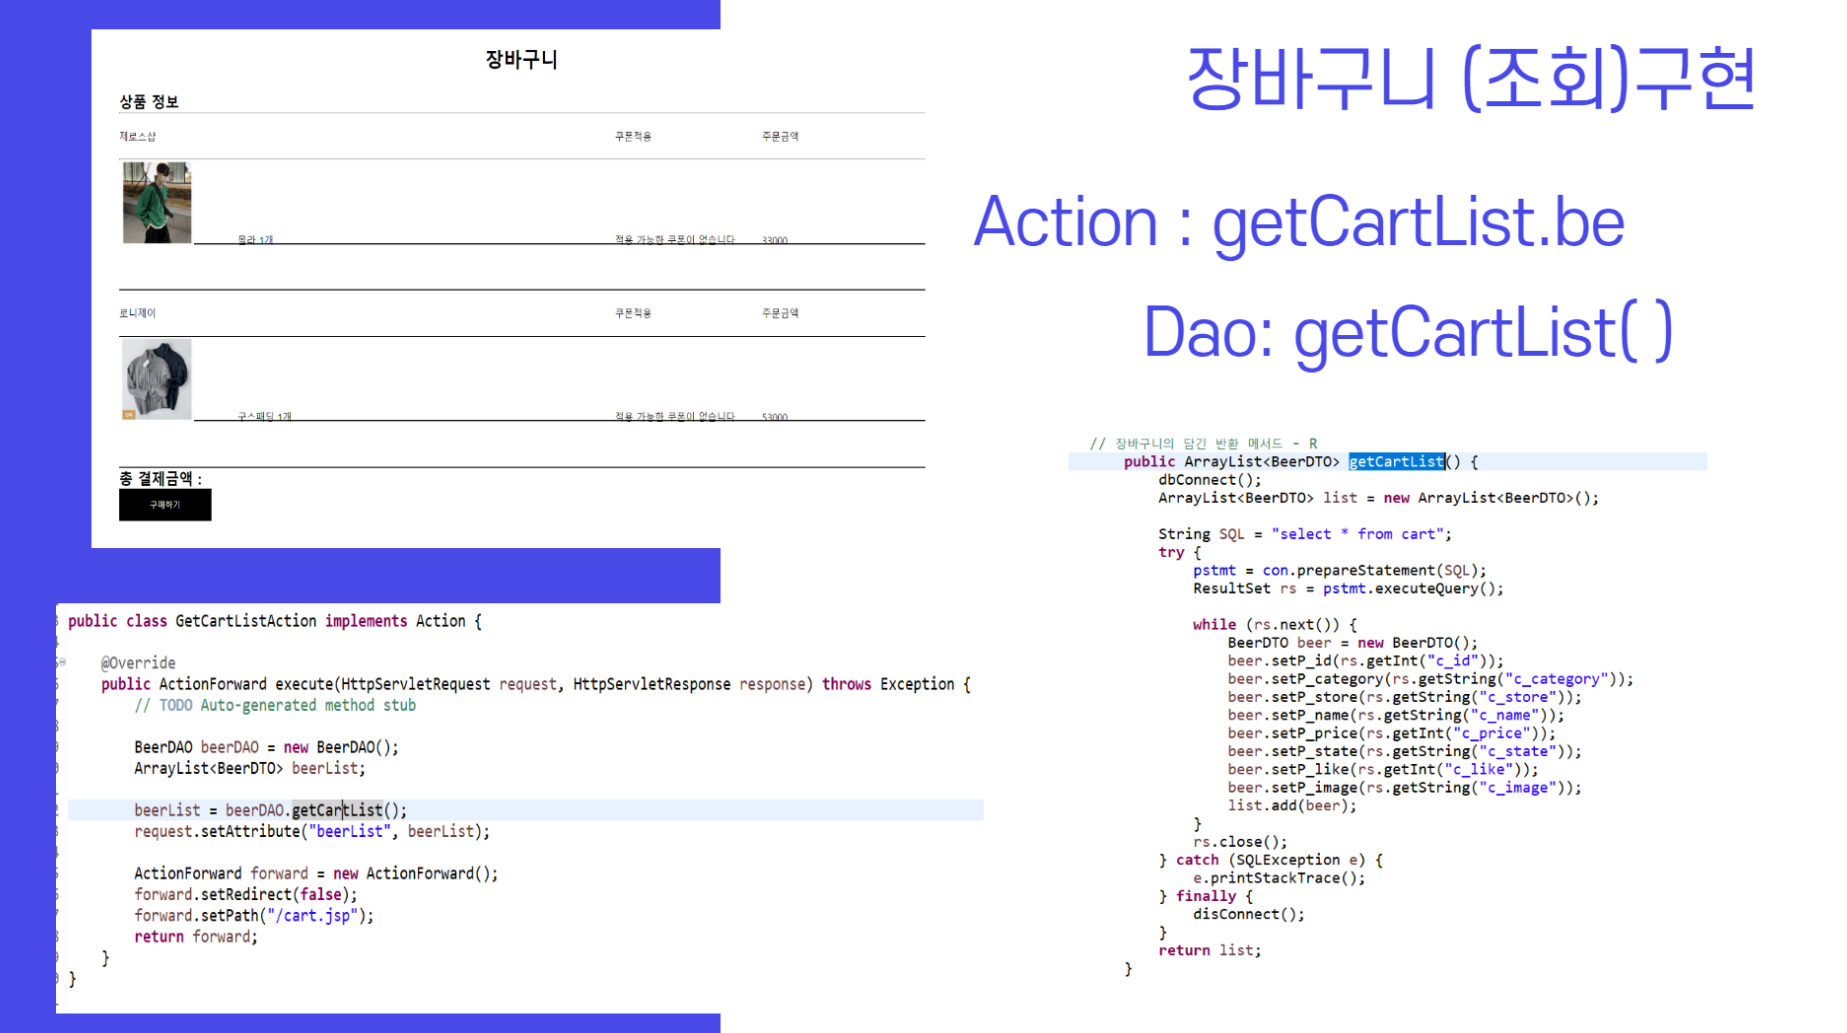 장바구니
상품 정보
제로스샵 쿠폰적용 주문금액
몰라 1개 적용 가능한 쿠폰이 없습니다 33000
로니제이 쿠폰적용 주문금액
구스패딩 1개 적용 가능한 쿠폰이 없습니다 53000
총 결제금액 :
구매하기
장바구니 (조회)구현
Action : getCartList.be
Dao: getCartList( )
public class GetCartListAction implements Action {
@Override
public ActionForward execute(HttpServletRequest request, HttpServletResponse response) throws Exception {
// TODO Auto-generated method stub
BeerDAO beerDAO = new BeerDAO();
ArrayList<BeerDTO> beerList;
beerList = beerDAO.getCartList();
request.setAttribute("beerList", beerList);
ActionForward forward = new ActionForward();
forward.setRedirect(false);
forward.setPath("/cart.jsp");
return forward;
}
}
// 장바구니의 담긴 반환 메서드 - R
public ArrayList<BeerDTO> getCartList() {
dbConnect();
ArrayList<BeerDTO> list = new ArrayList<BeerDTO>();
String SQL = "select * from cart";
try {
pstmt = con.prepareStatement(SQL);
ResultSet rs = pstmt.executeQuery();
while (rs.next()) {
BeerDTO beer = new BeerDTO();
beer.setP_id(rs.getInt("c_id"));
beer.setP_category(rs.getString("c_category"));
beer.setP_store(rs.getString("c_store"));
beer.setP_name(rs.getString("c_name"));
beer.setP_price(rs.getInt("c_price"));
beer.setP_state(rs.getString("c_state"));
beer.setP_like(rs.getInt("c_like"));
beer.setP_image(rs.getString("c_image"));
list.add(beer);
}
rs.close();
} catch (SQLException e) {
e.printStackTrace();
} finally {
disConnect();
}
return list;
}